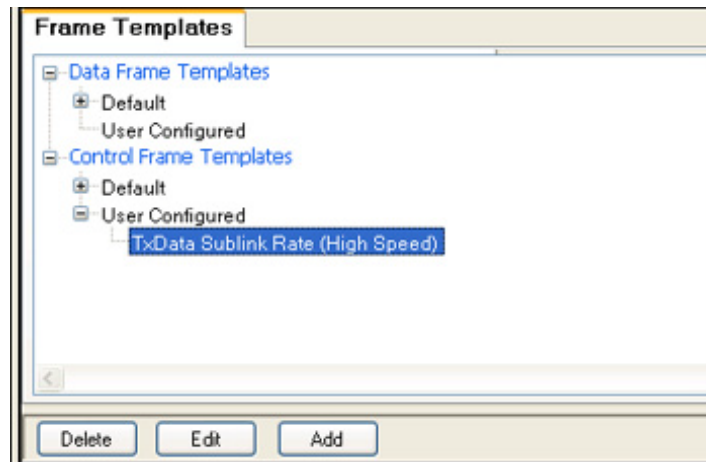 Frame Templates
Data Frame Templates
Default
User Configured
Control Frame Templates
Default
User Configured
TxData Sublink Rate (High Speed)
Delete Edit Add